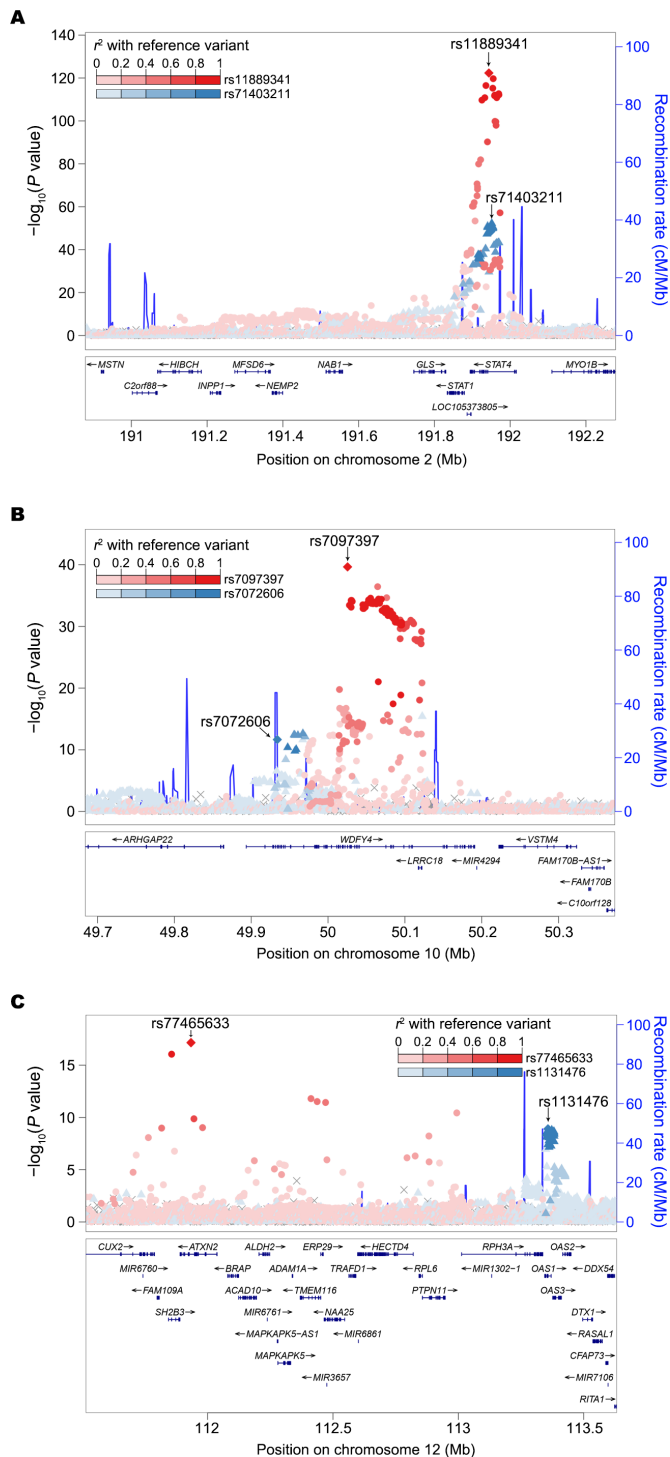 A
rs11889341
r² with reference variant
0 0.2 0.4 0.6 0.8 1
rs11889341
rs71403211
rs71403211
140
120
100
80
60
40
20
0
−log₁₀(P value)
100
80
60
40
20
0
Recombination rate (cM/Mb)
←MSTN HIBCH→ MFSD6→ NAB1→ GLS→ ←STAT4 MYO1B→
C2orf88→ INPP1→ ←NEMP2 ←STAT1
LOC105373805→
191 191.2 191.4 191.6 191.8 192 192.2
Position on chromosome 2 (Mb)
B
rs7097397
r² with reference variant
0 0.2 0.4 0.6 0.8 1
rs7097397
rs7072606
rs7072606
40
30
20
10
0
−log₁₀(P value)
100
80
60
40
20
0
Recombination rate (cM/Mb)
←ARHGAP22 WDFY4→ ←VSTM4
←LRRC18 ←MIR4294 FAM170B−AS1→
←FAM170B
←C10orf128
49.7 49.8 49.9 50 50.1 50.2 50.3
Position on chromosome 10 (Mb)
C
rs77465633
r² with reference variant
0 0.2 0.4 0.6 0.8 1
rs77465633
rs1131476
rs1131476
15
10
5
0
−log₁₀(P value)
100
80
60
40
20
0
Recombination rate (cM/Mb)
CUX2→ ←ATXN2 ALDH2→ ERP29→ ←HECTD4 RPH3A→ OAS2→
MIR6760→ ←BRAP ADAM1A→ ←TRAFD1 ←RPL6 ←MIR1302−1 OAS1→ ←DDX54
←FAM109A ACAD10→ ←TMEM116 PTPN11→ OAS3→
SH2B3→ MIR6761→ ←NAA25 DTX1→
←MAPKAPK5−AS1 ←MIR6861 ←RASAL1
MAPKAPK5→ CFAP73→
←MIR3657 ←MIR7106
RITA1→
112 112.5 113 113.5
Position on chromosome 12 (Mb)